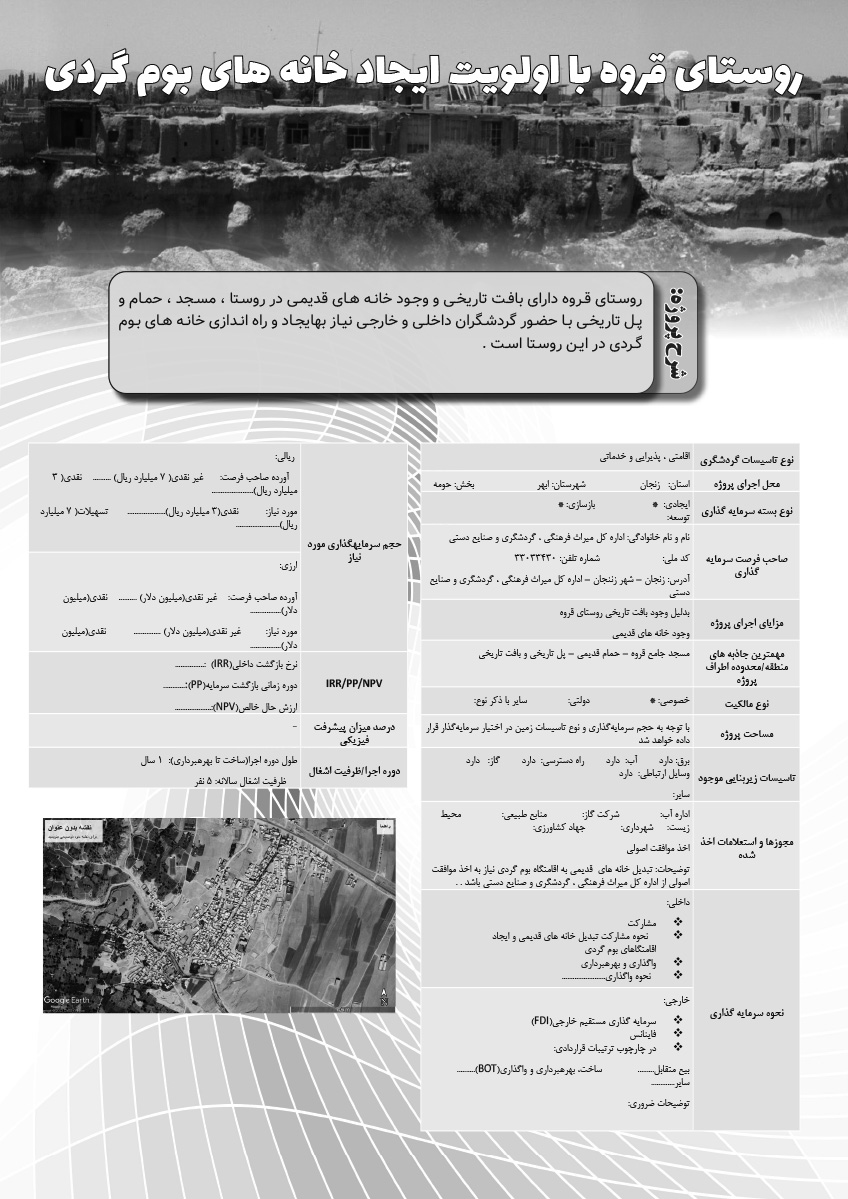 روستای قروه با اولویت ایجاد خانه های بوم گردی
شرح پروژه:
روستای قروه دارای بافت تاریخی و وجود خانه های قدیمی در روستا ، مسجد ، حمام و
پل تاریخی با حضور گردشگران داخلی و خارجی نیاز بهایجاد و راه اندازی خانه های بوم
گردی در این روستا است .
نوع تاسیسات گردشگری
اقامتی ، پذیرایی و خدماتی
محل اجرای پروژه
استان: زنجان شهرستان: ابهر بخش: حومه
نوع بسته سرمایه گذاری
ایجادی: * بازسازی: *
توسعه:
صاحب فرصت سرمایه
گذاری
نام و نام خانوادگی: اداره کل میراث فرهنگی ، گردشگری و صنایع دستی
کد ملی: شماره تلفن: ۳۳۰۳۳۴۳۰
آدرس: زنجان – شهر زننجان – اداره کل میراث فرهنگی ، گردشگری و صنایع
دستی
مزایای اجرای پروژه
بدلیل وجود بافت تاریخی روستای قروه
وجود خانه های قدیمی
مهمترین جاذبه های
منطقه/محدوده اطراف
پروژه
مسجد جامع قروه – حمام قدیمی – پل تاریخی و بافت تاریخی
نوع مالکیت
خصوصی: * دولتی: سایر با ذکر نوع:
مساحت پروژه
با توجه به حجم سرمایه‌گذاری و نوع تاسیسات زمین در اختیار سرمایه‌گذار قرار
داده خواهد شد
تاسیسات زیربنایی موجود
برق: دارد آب: دارد راه دسترسی: دارد گاز: دارد
وسایل ارتباطی: دارد
سایر:
مجوزها و استعلامات اخذ
شده
اداره آب: شرکت گاز: منابع طبیعی: محیط
زیست: شهرداری: جهاد کشاورزی:
اخذ موافقت اصولی
توضیحات: تبدیل خانه های قدیمی به اقامتگاه بوم گردی نیاز به اخذ موافقت
اصولی از اداره کل میراث فرهنگی ، گردشگری و صنایع دستی باشد . .
نحوه سرمایه گذاری
داخلی:
❖ مشارکت
❖ نحوه مشارکت تبدیل خانه های قدیمی و ایجاد
اقامتگاهای بوم گردی
❖ واگذاری و بهرهبرداری
❖ نحوه واگذاری....................
خارجی:
❖ سرمایه گذاری مستقیم خارجی(FDI)
❖ فاینانس
❖ در چارچوب ترتیبات قراردادی:
بیع متقابل........ ساخت، بهرهبرداری و واگذاری(BOT).........
سایر...........
توضیحات ضروری:
حجم سرمایهگذاری مورد
نیاز
ریالی:
آورده صاحب فرصت: غیر نقدی( ۷ میلیارد ریال) ......... نقدی( ۳
میلیارد ریال)....................
مورد نیاز: نقدی(۳ میلیارد ریال)................... تسهیلات( ۷ میلیارد
ریال).....................
ارزی:
آورده صاحب فرصت: غیر نقدی(میلیون دلار) ......... نقدی(میلیون
دلار)...............
مورد نیاز: غیر نقدی(میلیون دلار) ............. نقدی(میلیون
دلار)...............
IRR/PP/NPV
نرخ بازگشت داخلی(IRR) :..............
دوره زمانی بازگشت سرمایه(PP):...........
ارزش حال خالص(NPV):..................
درصد میزان پیشرفت
فیزیکی
–
دوره اجرا/ظرفیت اشغال
طول دوره اجرا(ساخت تا بهرهبرداری): ۱ سال
ظرفیت اشغال سالانه: ۵ نفر
نقشه بدون عنوان
راهنما
Google Earth